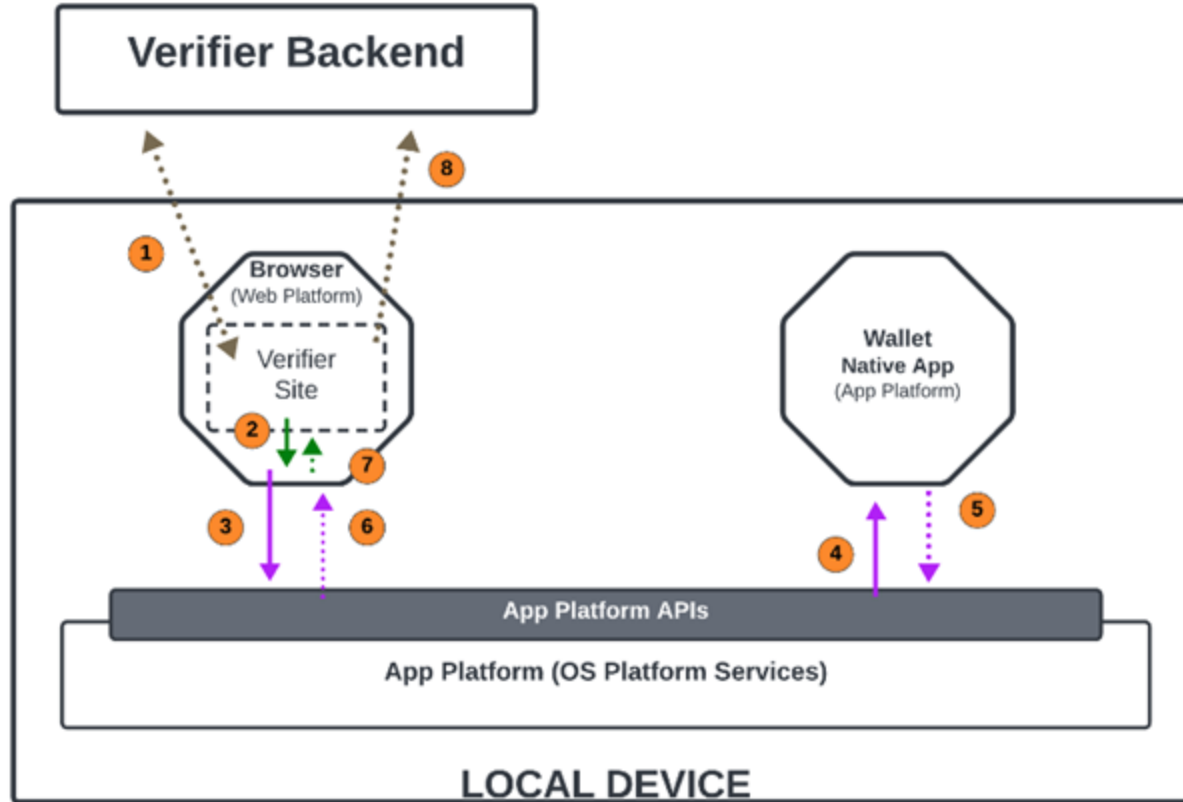 Verifier Backend
8
1
Browser
(Web Platform)
Verifier
Site
Wallet
Native App
(App Platform)
2
7
3
6
5
4
App Platform APIs
App Platform (OS Platform Services)
LOCAL DEVICE